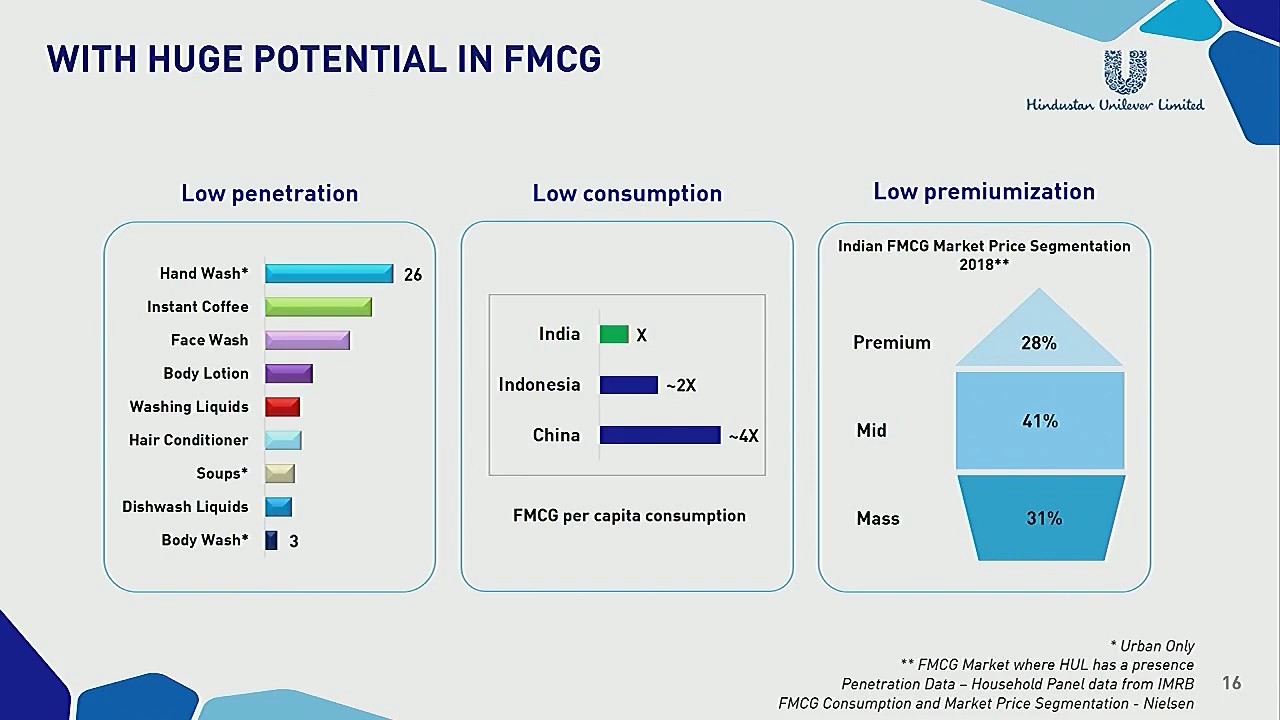 WITH HUGE POTENTIAL IN FMCG
Hindustan Unilever Limited
Low penetration
Hand Wash* 26
Instant Coffee
Face Wash
Body Lotion
Washing Liquids
Hair Conditioner
Soups*
Dishwash Liquids
Body Wash* 3
Low consumption
India X
Indonesia ~2X
China ~4X
FMCG per capita consumption
Low premiumization
Indian FMCG Market Price Segmentation
2018**
Premium 28%
Mid 41%
Mass 31%
* Urban Only
** FMCG Market where HUL has a presence
Penetration Data – Household Panel data from IMRB
FMCG Consumption and Market Price Segmentation - Nielsen
16